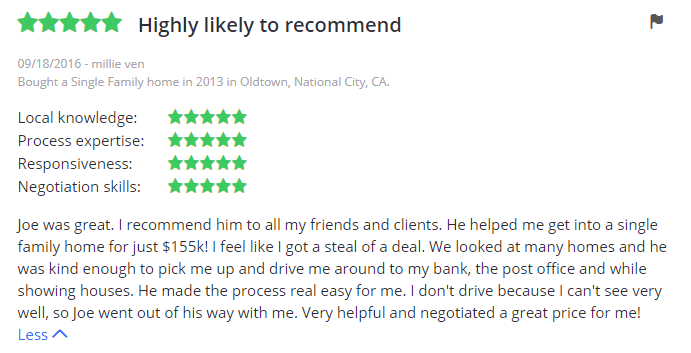 Highly likely to recommend
09/18/2016 - millie ven
Bought a Single Family home in 2013 in Oldtown, National City, CA.
Local knowledge:
Process expertise:
Responsiveness:
Negotiation skills:
Joe was great. I recommend him to all my friends and clients. He helped me get into a single
family home for just $155k! I feel like I got a steal of a deal. We looked at many homes and he
was kind enough to pick me up and drive me around to my bank, the post office and while
showing houses. He made the process real easy for me. I don't drive because I can't see very
well, so Joe went out of his way with me. Very helpful and negotiated a great price for me!
Less